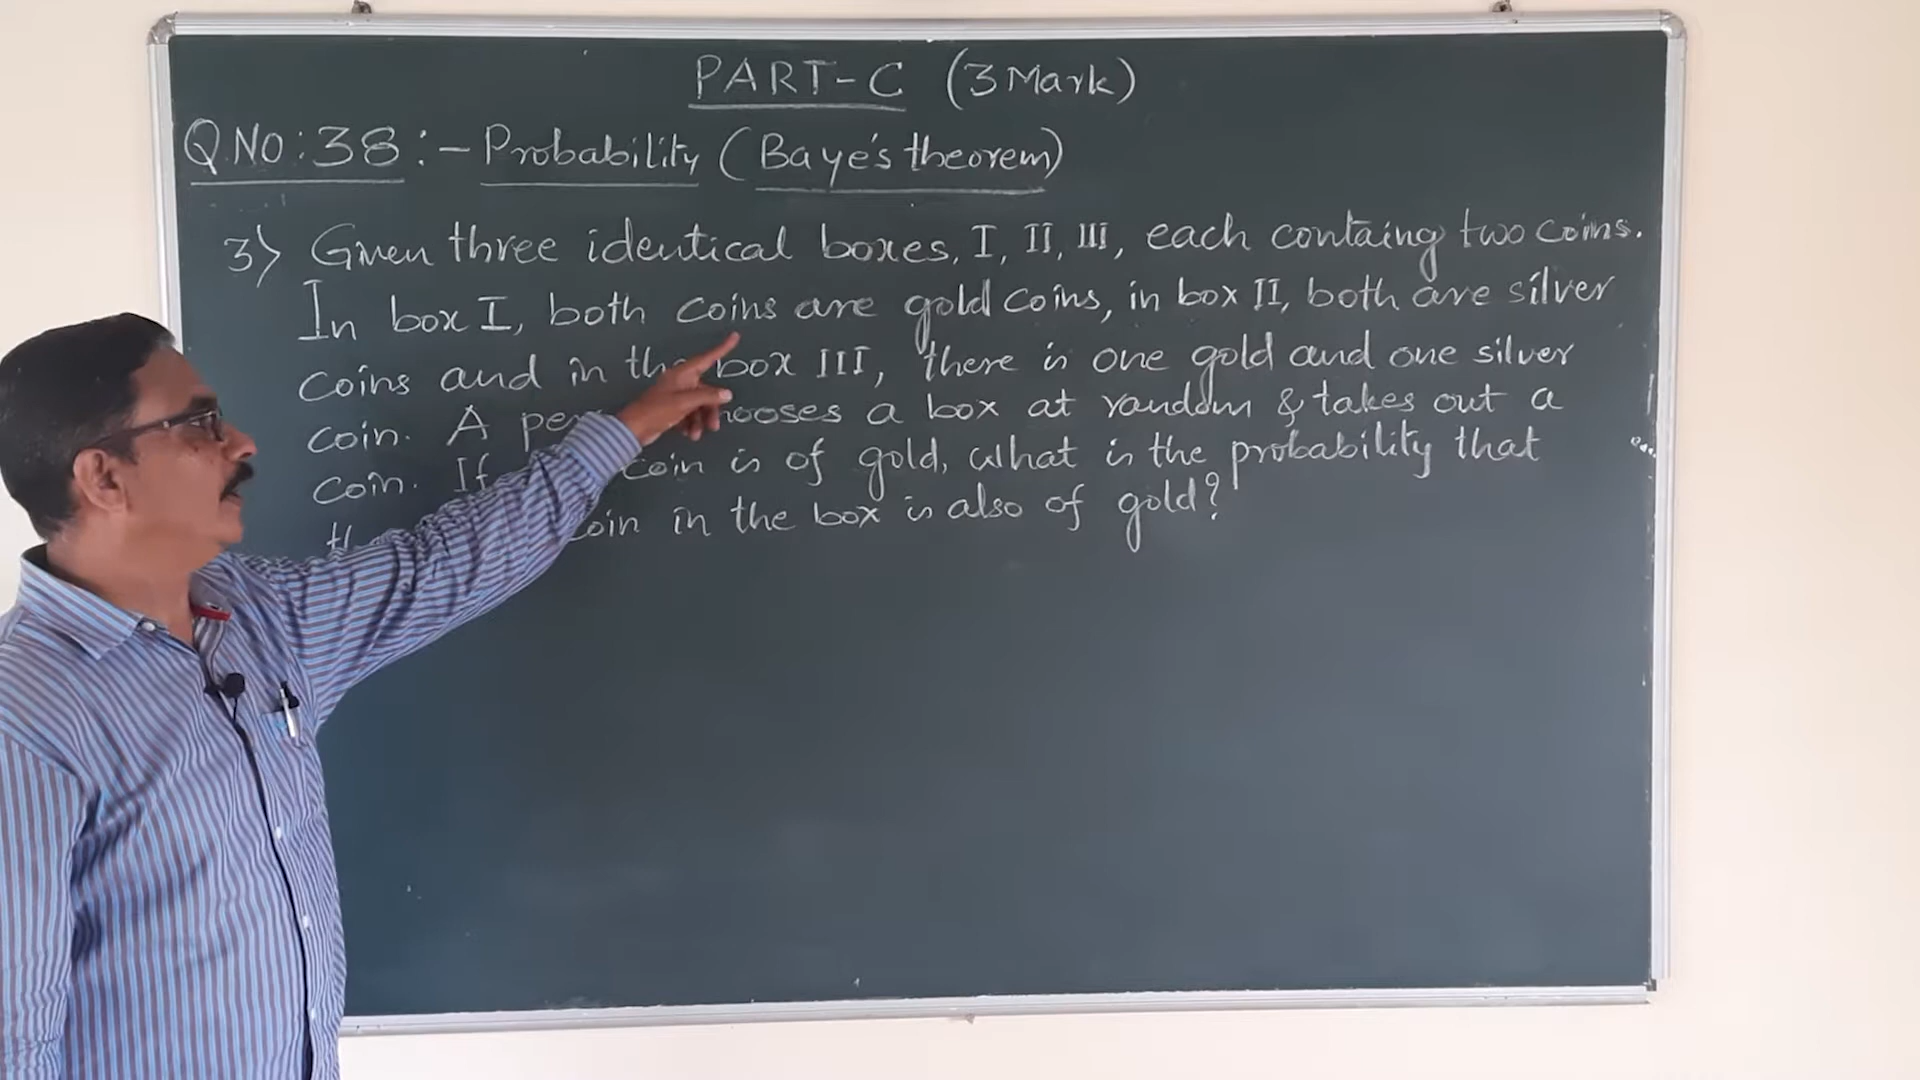 PART-C (3 Mark)
Q.NO:38:- Probability (Baye's theorem)
3) Given three identical boxes, I, II, III, each containg two coins.
In box I, both coins are gold coins, in box II, both are silver
coins and in the box III, there is one gold and one silver
coin. A chooses a box at random & takes out a
coin. If coin is of gold, what is the probability that
coin in the box is also of gold?